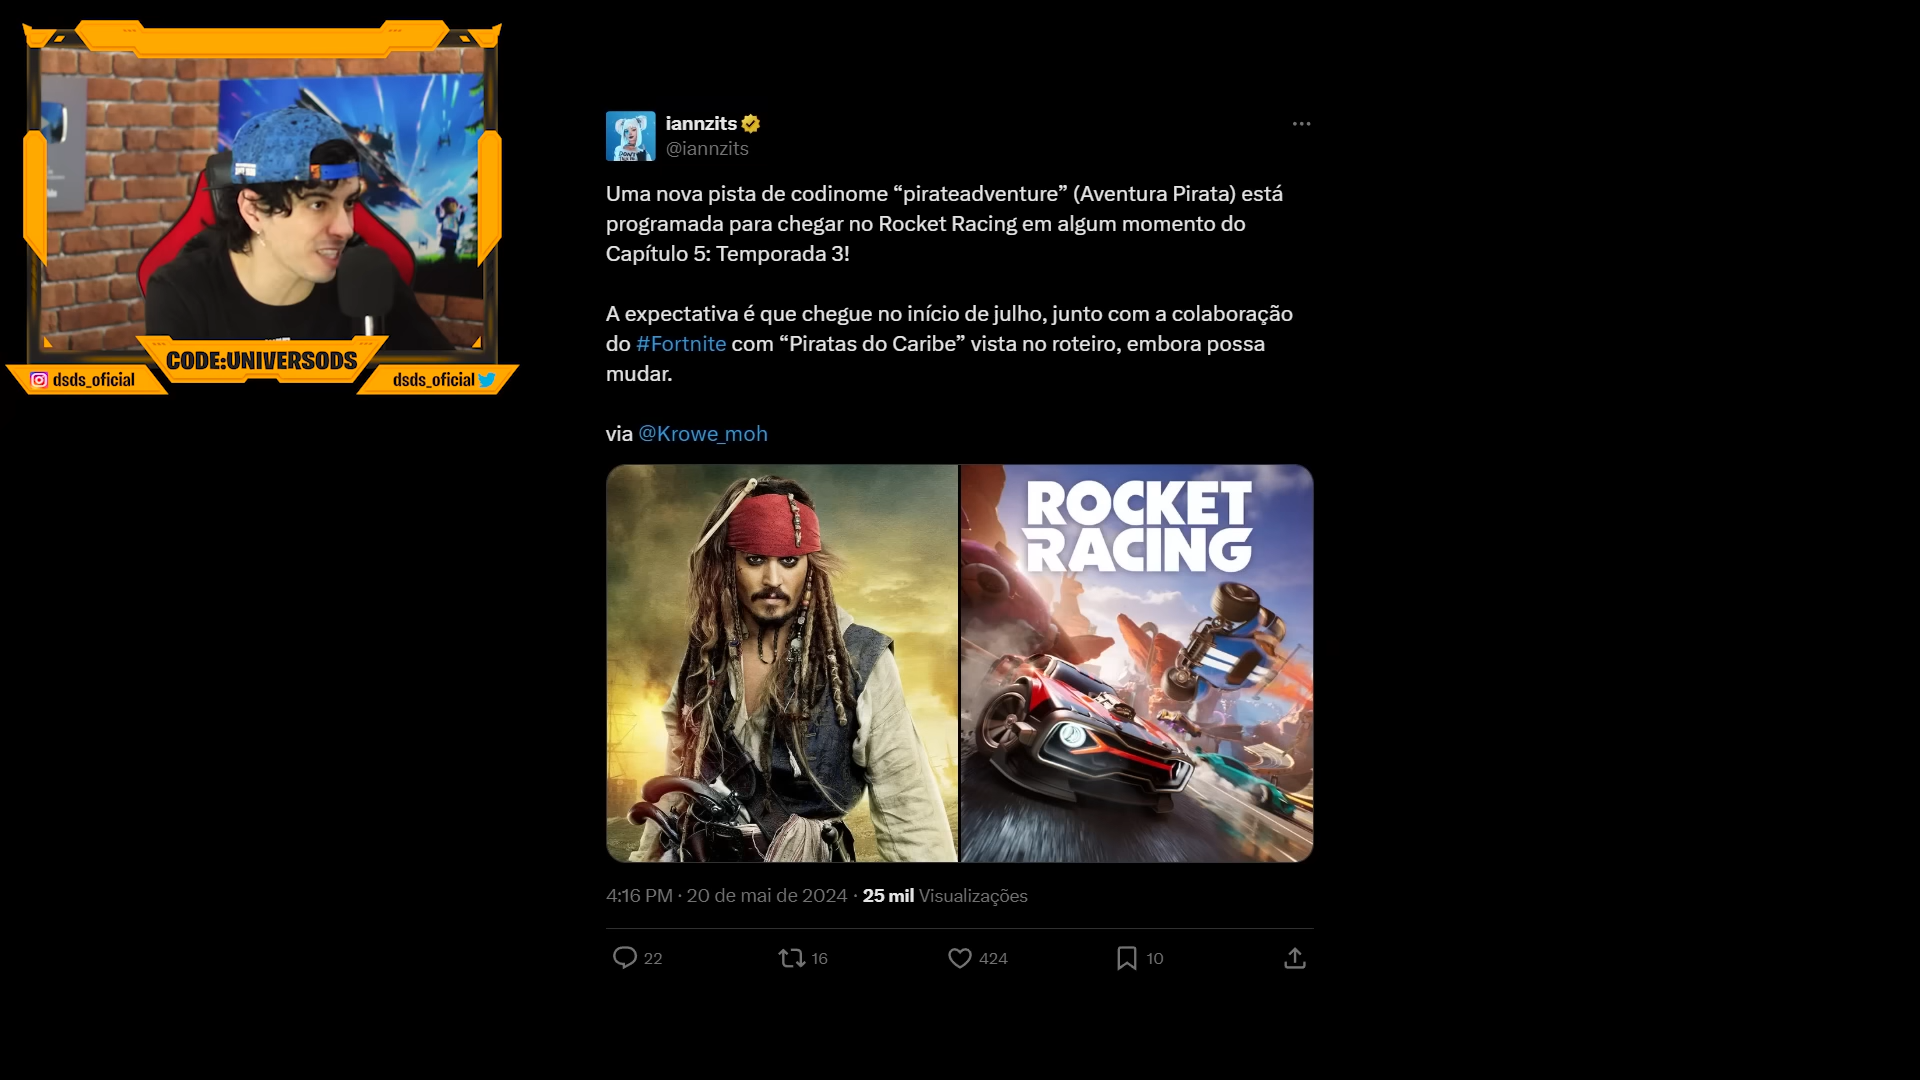 CODE:UNIVERSODS
dsds_oficial
dsds_oficial
iannzits
@iannzits
Uma nova pista de codinome “pirateadventure” (Aventura Pirata) está
programada para chegar no Rocket Racing em algum momento do
Capítulo 5: Temporada 3!
A expectativa é que chegue no início de julho, junto com a colaboração
do #Fortnite com “Piratas do Caribe” vista no roteiro, embora possa
mudar.
via @Krowe_moh
ROCKET
RACING
4:16 PM · 20 de mai de 2024 · 25 mil Visualizações
22
16
424
10